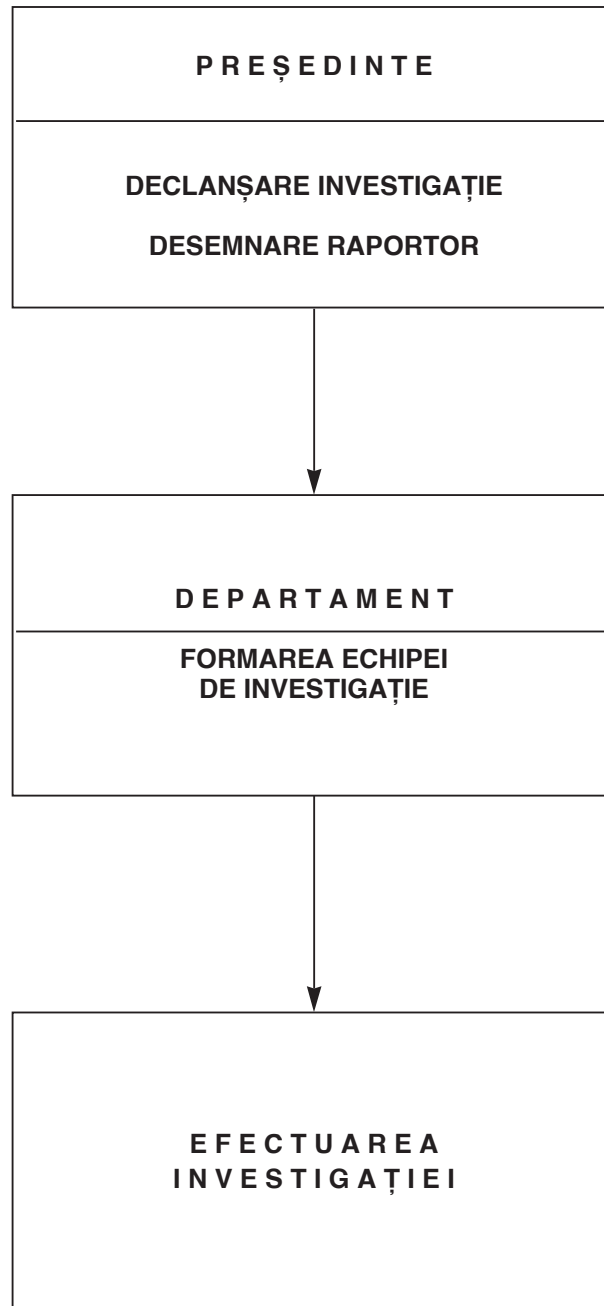 PREȘEDINTE
DECLANȘARE INVESTIGAȚIE
DESEMNARE RAPORTOR
DEPARTAMENT
FORMAREA ECHIPEI
DE INVESTIGAȚIE
EFECTUAREA
INVESTIGAȚIEI